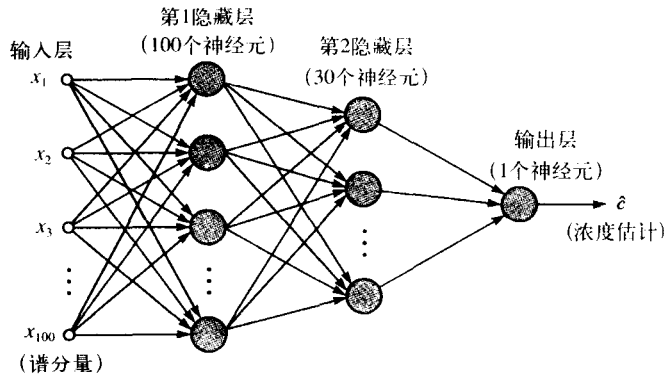 第1隐藏层
(100个神经元)
第2隐藏层
(30个神经元)
输入层
x₁
x₂
x₃
x₁₀₀
(谱分量)
输出层
(1个神经元)
ĉ
(浓度估计)